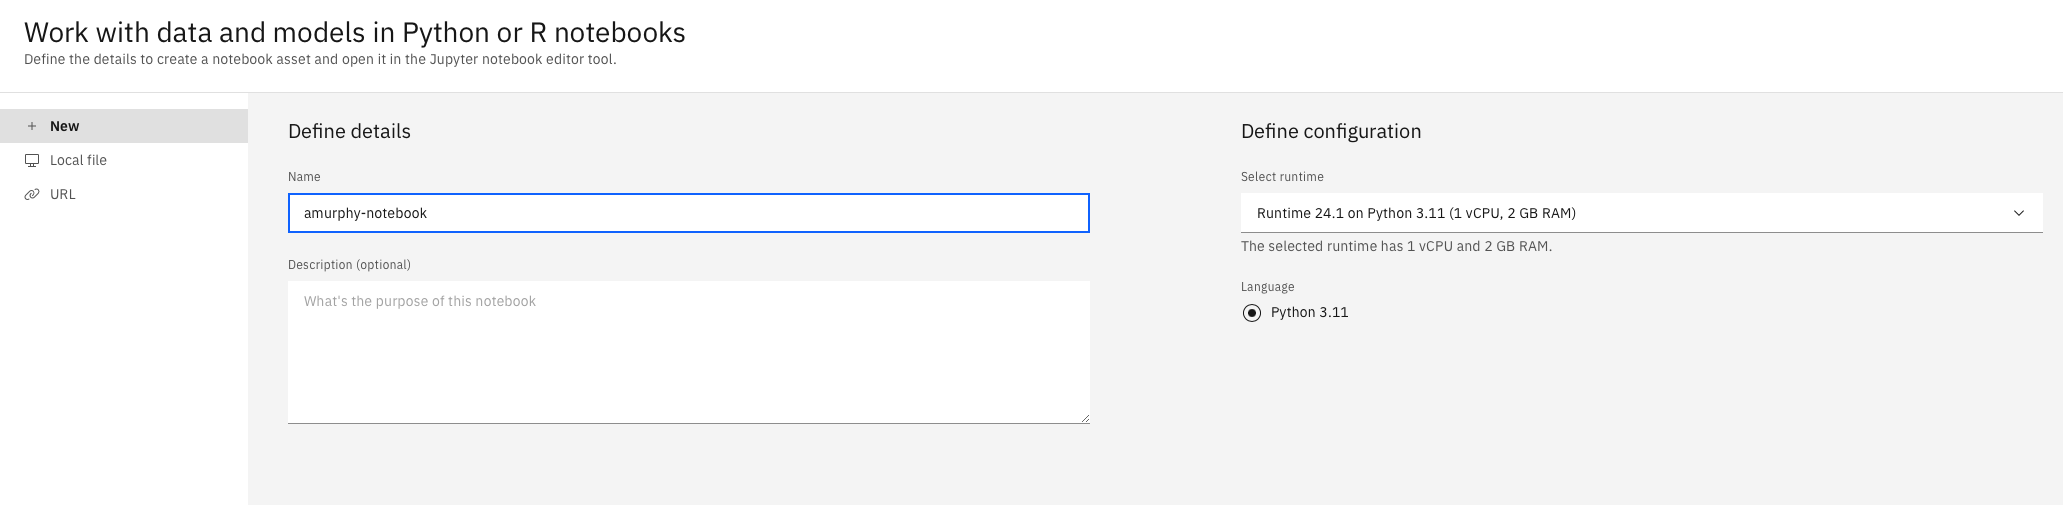 Work with data and models in Python or R notebooks
Define the details to create a notebook asset and open it in the Jupyter notebook editor tool.
New
Local file
URL
Define details
Name
amurphy-notebook
Description (optional)
What's the purpose of this notebook
Define configuration
Select runtime
Runtime 24.1 on Python 3.11 (1 vCPU, 2 GB RAM)
The selected runtime has 1 vCPU and 2 GB RAM.
Language
Python 3.11